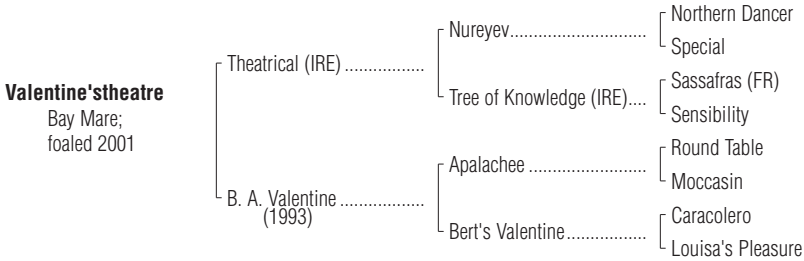 Valentine'stheatre
Bay Mare;
foaled 2001
Theatrical (IRE) .................
B. A. Valentine ..................
(1993)
Nureyev.............................
Tree of Knowledge (IRE)....
Apalachee .........................
Bert's Valentine.................
Northern Dancer
Special
Sassafras (FR)
Sensibility
Round Table
Moccasin
Caracolero
Louisa's Pleasure